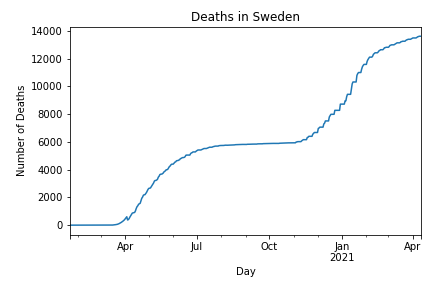 Deaths in Sweden
Number of Deaths
14000
12000
10000
8000
6000
4000
2000
0
Apr
Jul
Oct
Jan
2021
Apr
Day